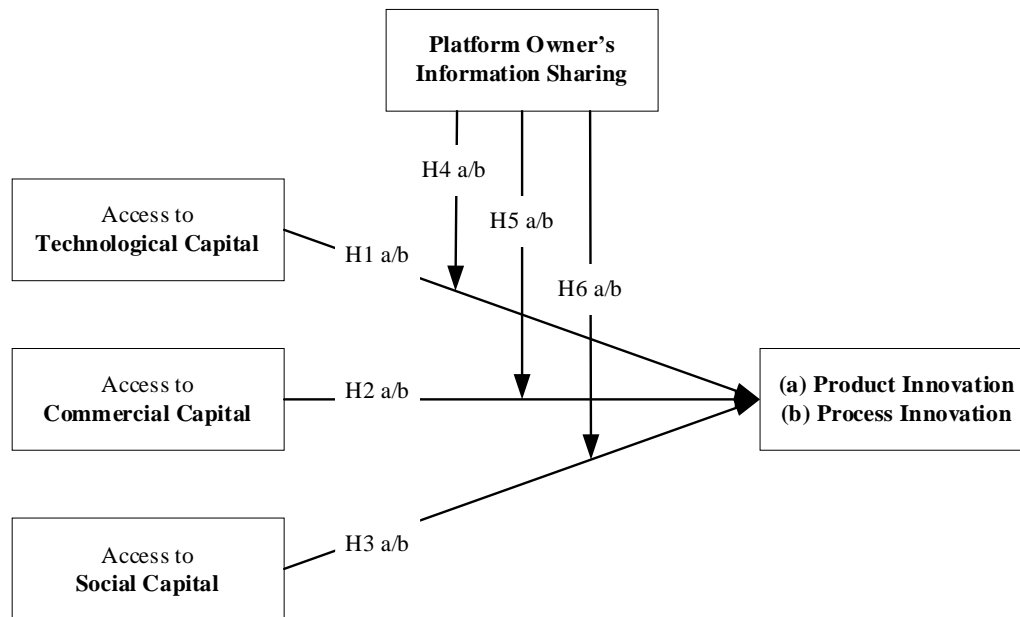 Platform Owner's
Information Sharing
H4 a/b
Access to
Technological Capital
H5 a/b
H1 a/b
H6 a/b
Access to
Commercial Capital
H2 a/b
(a) Product Innovation
(b) Process Innovation
H3 a/b
Access to
Social Capital